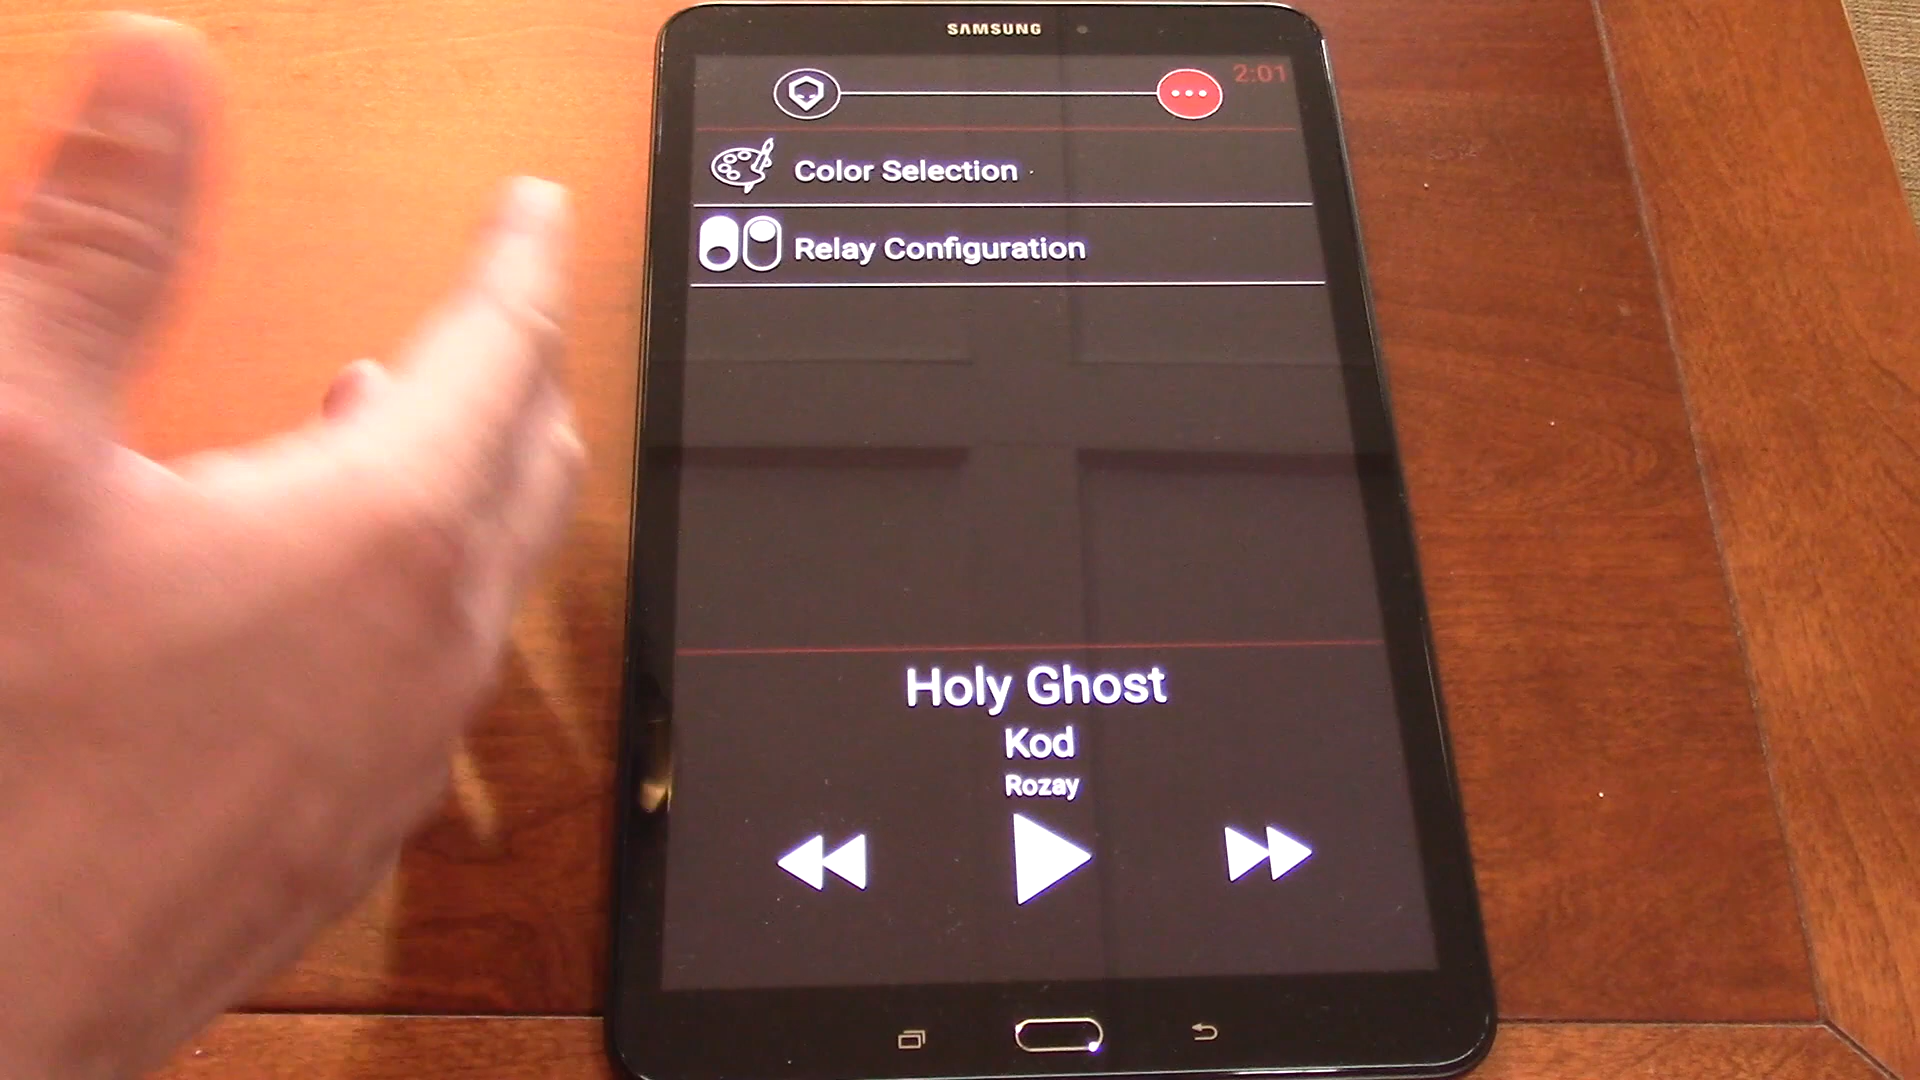 SAMSUNG
2:01
Color Selection
Relay Configuration
Holy Ghost
Kod
Rozay